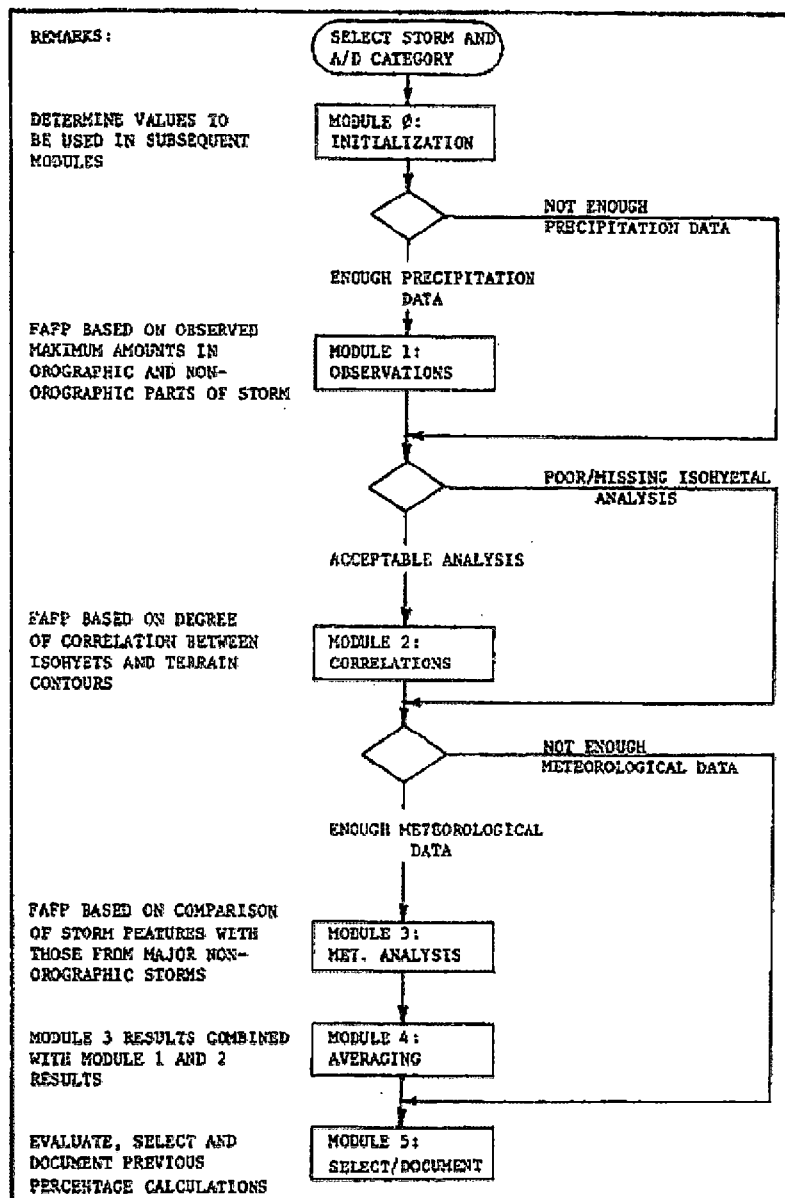 REMARKS:
SELECT STORM AND
A/D CATEGORY
DETERMINE VALUES TO
BE USED IN SUBSEQUENT
MODULES
MODULE Ø:
INITIALIZATION
NOT ENOUGH
PRECIPITATION DATA
ENOUGH PRECIPITATION
DATA
FAFP BASED ON OBSERVED
MAXIMUM AMOUNTS IN
OROGRAPHIC AND NON-
OROGRAPHIC PARTS OF STORM
MODULE 1:
OBSERVATIONS
POOR/MISSING ISOHYETAL
ANALYSIS
ACCEPTABLE ANALYSIS
FAFP BASED ON DEGREE
OF CORRELATION BETWEEN
ISOHYETS AND TERRAIN
CONTOURS
MODULE 2:
CORRELATIONS
NOT ENOUGH
METEOROLOGICAL DATA
ENOUGH METEOROLOGICAL
DATA
FAFP BASED ON COMPARISON
OF STORM FEATURES WITH
THOSE FROM MAJOR NON-
OROGRAPHIC STORMS
MODULE 3:
MET. ANALYSIS
MODULE 3 RESULTS COMBINED
WITH MODULE 1 AND 2
RESULTS
MODULE 4:
AVERAGING
EVALUATE, SELECT AND
DOCUMENT PREVIOUS
PERCENTAGE CALCULATIONS
MODULE 5:
SELECT/DOCUMENT